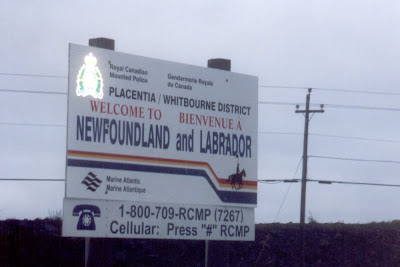 Royal Canadian Gendarmerie Royale
Mounted Police du Canada
PLACENTIA / WHITBOURNE DISTRICT
WELCOME TO BIENVENUE A
NEWFOUNDLAND and LABRADOR
Marine Atlantic
Marine Atlantique
1-800-709-RCMP (7267)
Cellular: Press "#" RCMP